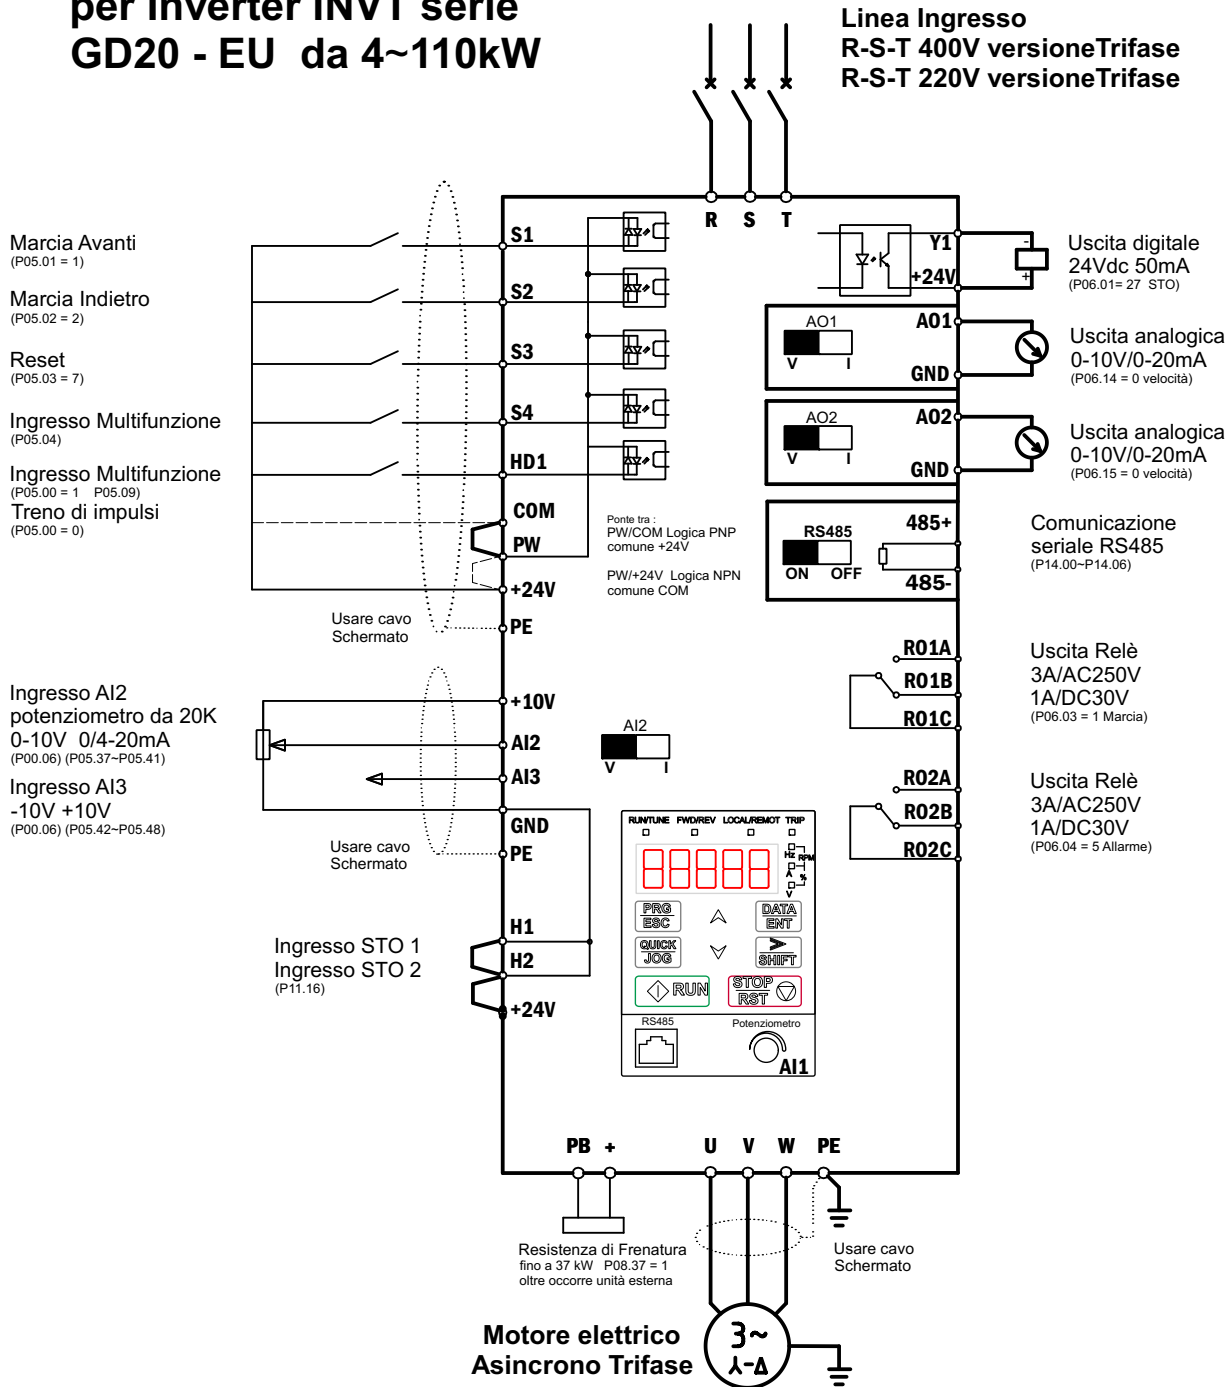 per Inverter INVT serie
GD20 - EU da 4~110kW
Linea Ingresso
R-S-T 400V versioneTrifase
R-S-T 220V versioneTrifase
R S T
Marcia Avanti
(P05.01 = 1)
Marcia Indietro
(P05.02 = 2)
Reset
(P05.03 = 7)
Ingresso Multifunzione
(P05.04)
Ingresso Multifunzione
(P05.00 = 1 P05.09)
Treno di impulsi
(P05.00 = 0)
S1
S2
S3
S4
HD1
COM
PW
+24V
PE
Usare cavo
Schermato
Ponte tra :
PW/COM Logica PNP
comune +24V
PW/+24V Logica NPN
comune COM
Y1
+24V
-
+
Uscita digitale
24Vdc 50mA
(P06.01= 27 STO)
AO1
V I
AO1
GND
Uscita analogica
0-10V/0-20mA
(P06.14 = 0 velocità)
AO2
V I
AO2
GND
Uscita analogica
0-10V/0-20mA
(P06.15 = 0 velocità)
RS485
ON OFF
485+
485-
Comunicazione
seriale RS485
(P14.00~P14.06)
RO1A
RO1B
RO1C
Uscita Relè
3A/AC250V
1A/DC30V
(P06.03 = 1 Marcia)
RO2A
RO2B
RO2C
Uscita Relè
3A/AC250V
1A/DC30V
(P06.04 = 5 Allarme)
Ingresso AI2
potenziometro da 20K
0-10V 0/4-20mA
(P00.06) (P05.37~P05.41)
Ingresso AI3
-10V +10V
(P00.06) (P05.42~P05.48)
+10V
AI2
AI3
GND
PE
Usare cavo
Schermato
AI2
V I
Ingresso STO 1
Ingresso STO 2
(P11.16)
H1
H2
+24V
RUN/TUNE FWD/REV LOCAL/REMOT TRIP
88888
Hz
RPM
A
%
V
PRG
ESC
DATA
ENT
QUICK
JOG
SHIFT
RUN
STOP
RST
RS485
Potenziometro
AI1
PB + U V W PE
Resistenza di Frenatura
fino a 37 kW P08.37 = 1
oltre occorre unità esterna
Usare cavo
Schermato
Motore elettrico
Asincrono Trifase
3~
⅄-Δ